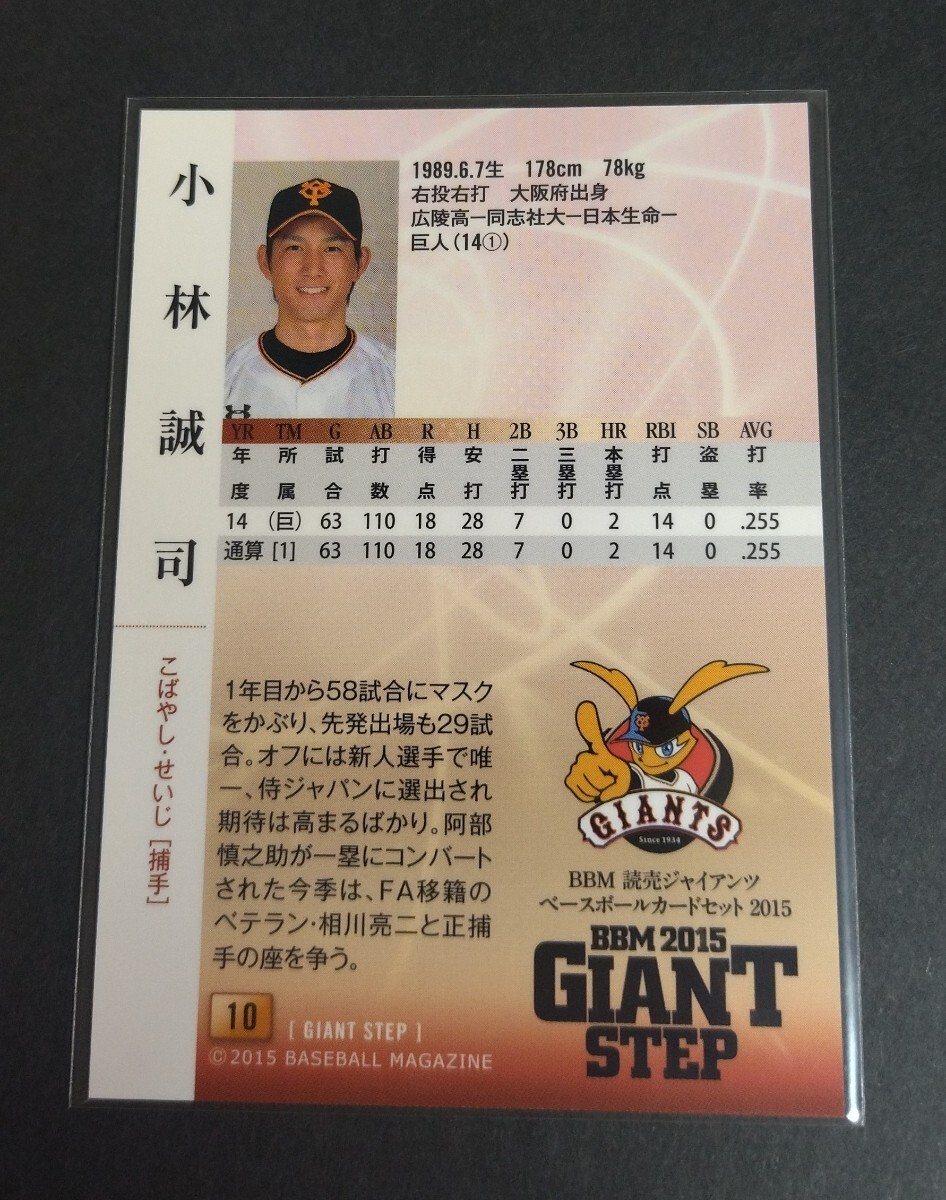 小林誠司
こばやし・せいじ［捕手］
1989.6.7生 178cm 78kg
右投右打 大阪府出身
広陵高ー同志社大ー日本生命ー
巨人（14①）
YR TM G AB R H 2B 3B HR RBI SB AVG
年度 所属 試合 打数 得点 安打 二塁打 三塁打 本塁打 打点 盗塁 打率
14 （巨） 63 110 18 28 7 0 2 14 0 .255
通算 [1] 63 110 18 28 7 0 2 14 0 .255
1年目から58試合にマスク
をかぶり、先発出場も29試
合。オフには新人選手で唯
一、侍ジャパンに選出され
期待は高まるばかり。阿部
慎之助が一塁にコンバート
された今季は、FA移籍の
ベテラン・相川亮二と正捕
手の座を争う。
GIANTS
Since 1934
BBM 読売ジャイアンツ
ベースボールカードセット 2015
BBM 2015
GIANT
STEP
10 [ GIANT STEP ]
©2015 BASEBALL MAGAZINE